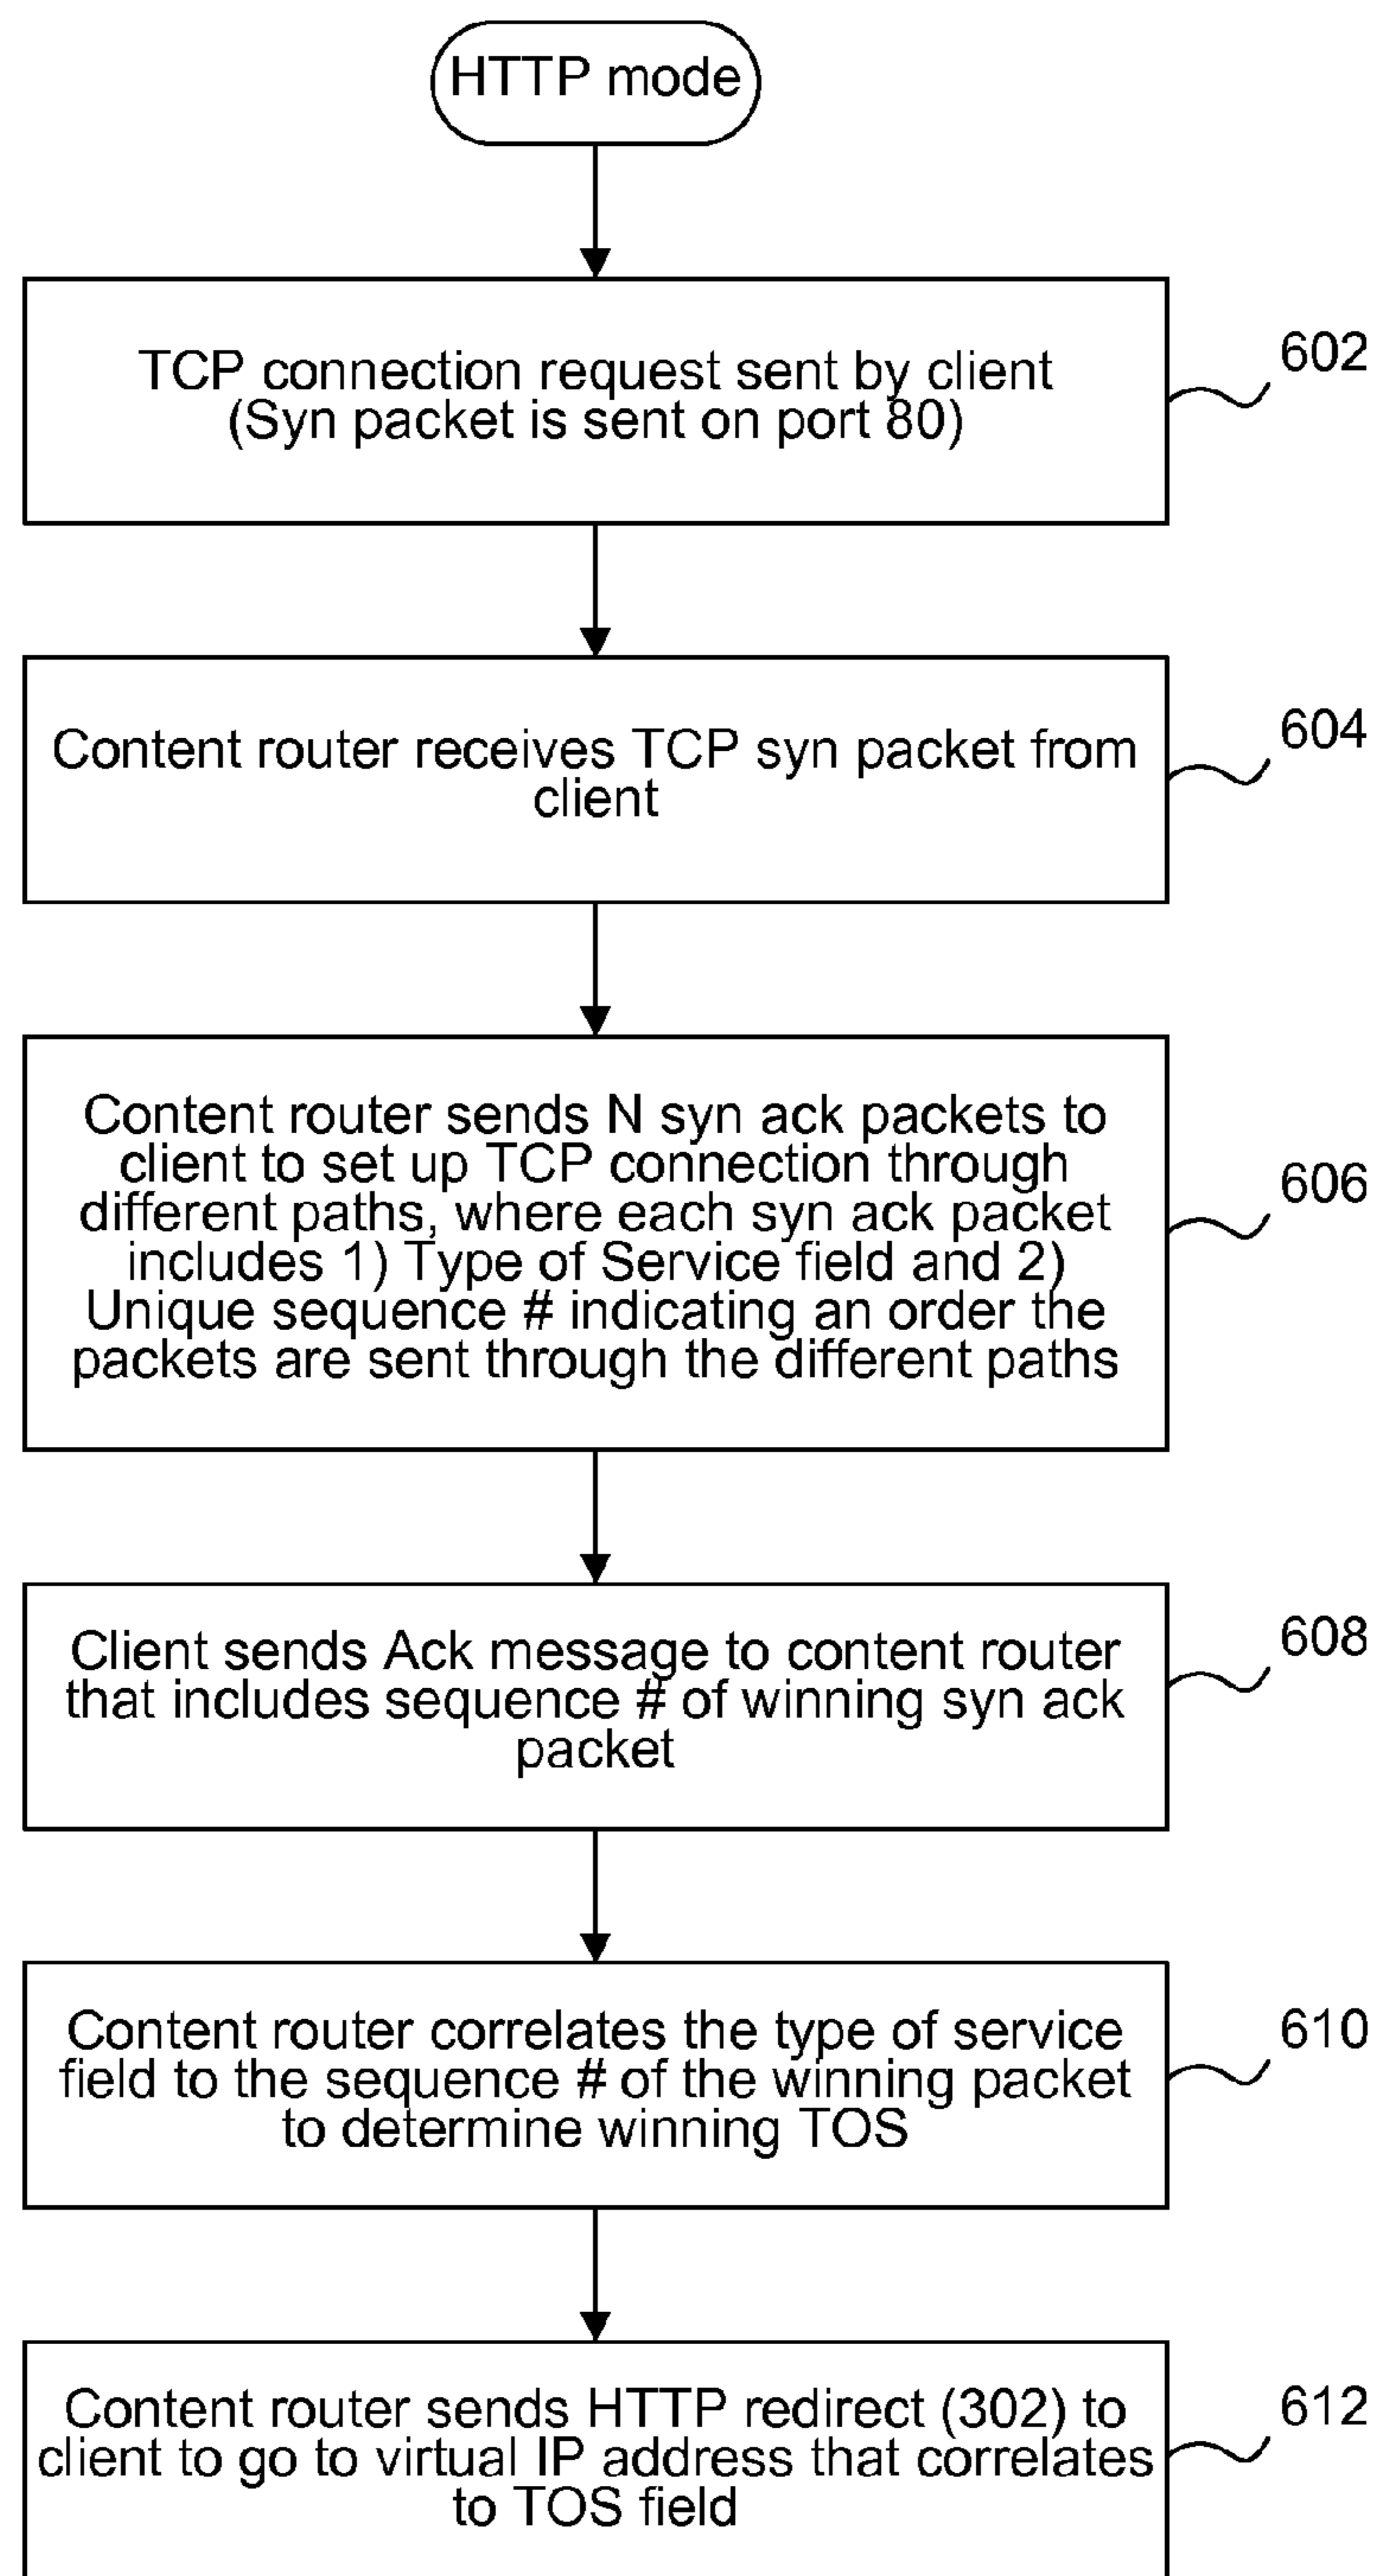 HTTP mode
TCP connection request sent by client
(Syn packet is sent on port 80)
602
Content router receives TCP syn packet from
client
604
Content router sends N syn ack packets to
client to set up TCP connection through
different paths, where each syn ack packet
includes 1) Type of Service field and 2)
Unique sequence # indicating an order the
packets are sent through the different paths
606
Client sends Ack message to content router
that includes sequence # of winning syn ack
packet
608
Content router correlates the type of service
field to the sequence # of the winning packet
to determine winning TOS
610
Content router sends HTTP redirect (302) to
client to go to virtual IP address that correlates
to TOS field
612